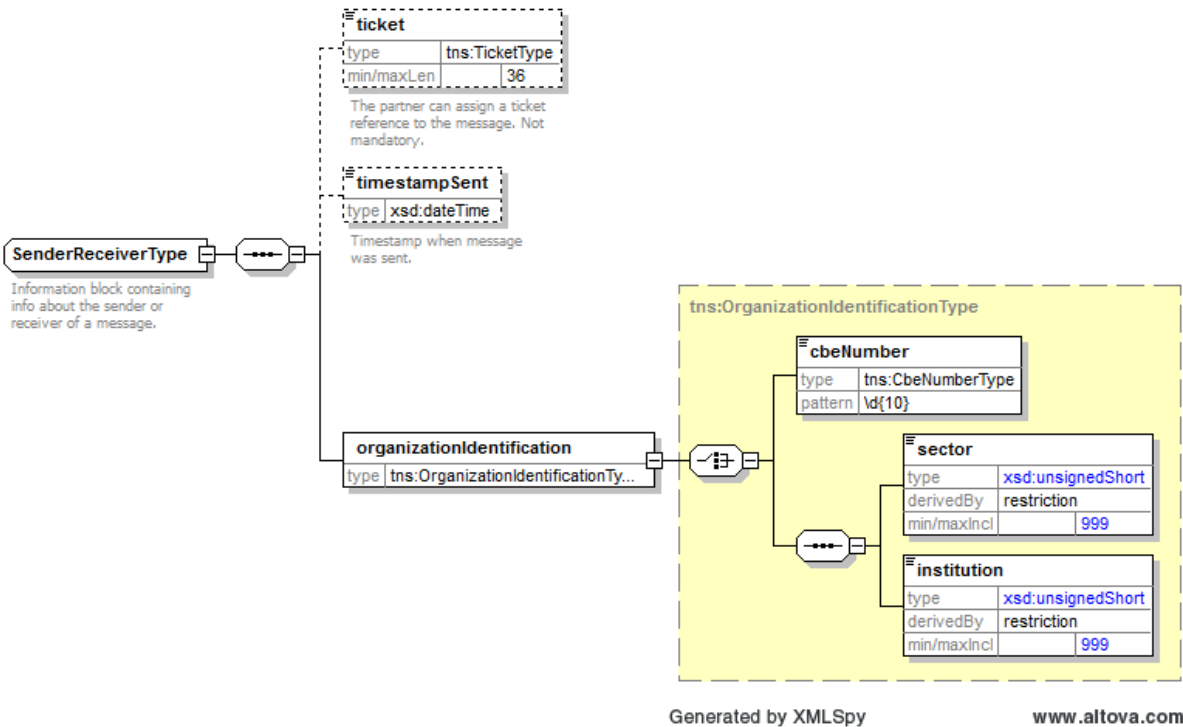 ticket
type tns:TicketType
min/maxLen 36
The partner can assign a ticket
reference to the message. Not
mandatory.
timestampSent
type xsd:dateTime
Timestamp when message
was sent.
SenderReceiverType
Information block containing
info about the sender or
receiver of a message.
organizationIdentification
type tns:OrganizationIdentificationTy...
tns:OrganizationIdentificationType
cbeNumber
type tns:CbeNumberType
pattern \d{10}
sector
type xsd:unsignedShort
derivedBy restriction
min/maxIncl 999
institution
type xsd:unsignedShort
derivedBy restriction
min/maxIncl 999
Generated by XMLSpy www.altova.com